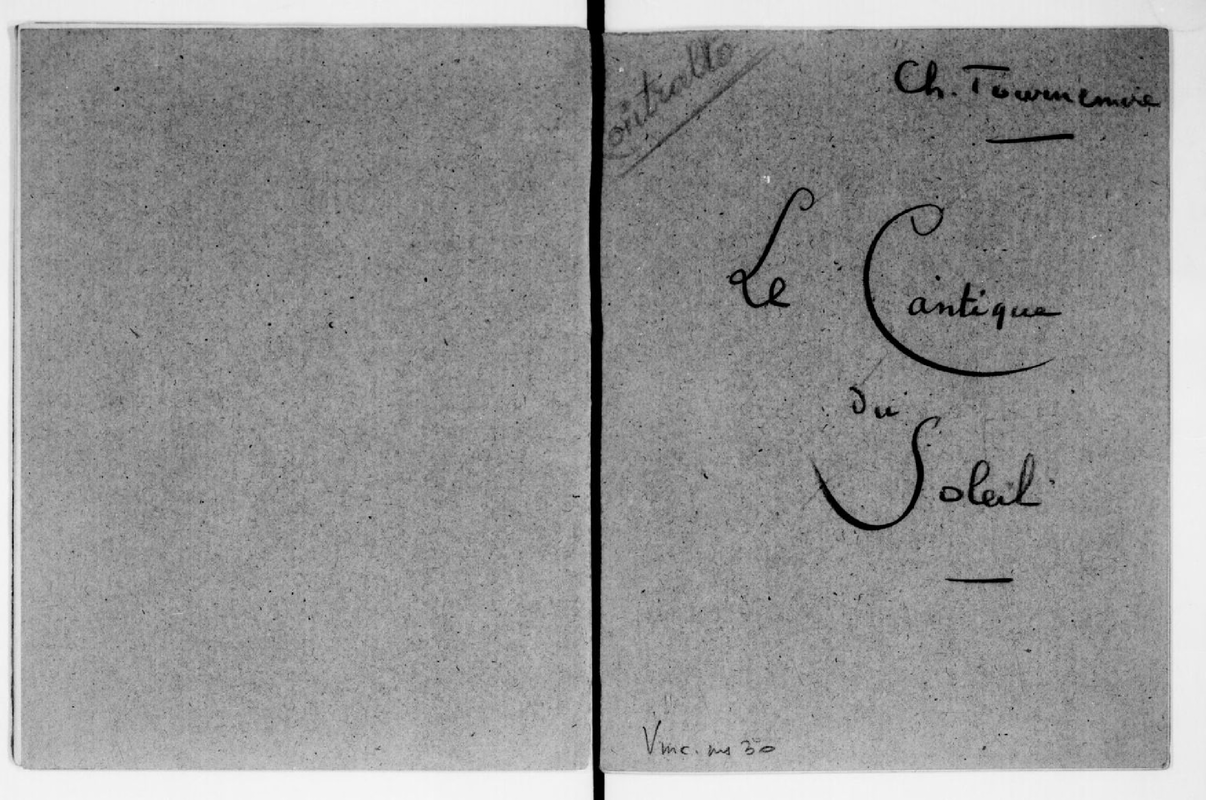 Contralto
Ch. Tournemire
Le Cantique
du
Soleil
Vmc. ms 30